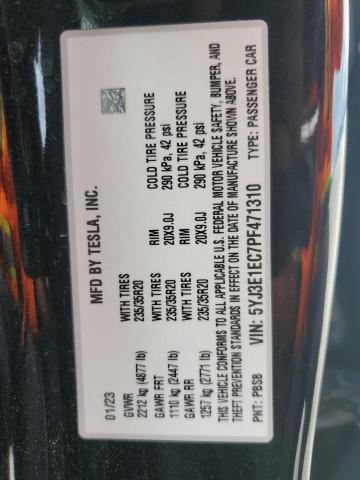 MFD BY TESLA, INC.
01/23
GVWR WITH TIRES RIM COLD TIRE PRESSURE
2212 kg (4877 lb) 235/35R20 20X9.0J 290 kPa, 42 psi
GAWR FRT WITH TIRES RIM COLD TIRE PRESSURE
1110 kg (2447 lb) 235/35R20 20X9.0J 290 kPa, 42 psi
GAWR RR
1257 kg (2771 lb) 235/35R20
THIS VEHICLE CONFORMS TO ALL APPLICABLE U.S. FEDERAL MOTOR VEHICLE SAFETY, BUMPER, AND
THEFT PREVENTION STANDARDS IN EFFECT ON THE DATE OF MANUFACTURE SHOWN ABOVE.
VIN: 5YJ3E1EC7PF471310
PNT: PBSB TYPE: PASSENGER CAR